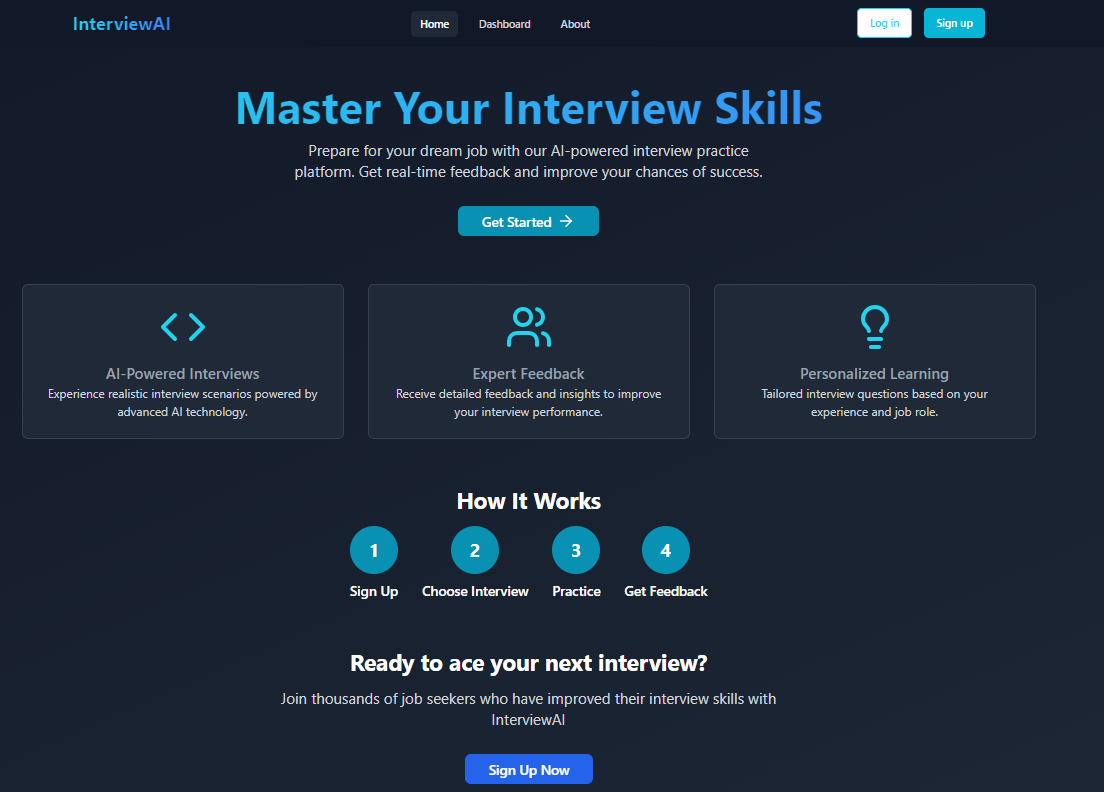 InterviewAI
Home
Dashboard
About
Log in
Sign up
Master Your Interview Skills
Prepare for your dream job with our AI-powered interview practice
platform. Get real-time feedback and improve your chances of success.
Get Started
AI-Powered Interviews
Experience realistic interview scenarios powered by
advanced AI technology.
Expert Feedback
Receive detailed feedback and insights to improve
your interview performance.
Personalized Learning
Tailored interview questions based on your
experience and job role.
How It Works
1
Sign Up
2
Choose Interview
3
Practice
4
Get Feedback
Ready to ace your next interview?
Join thousands of job seekers who have improved their interview skills with
InterviewAI
Sign Up Now